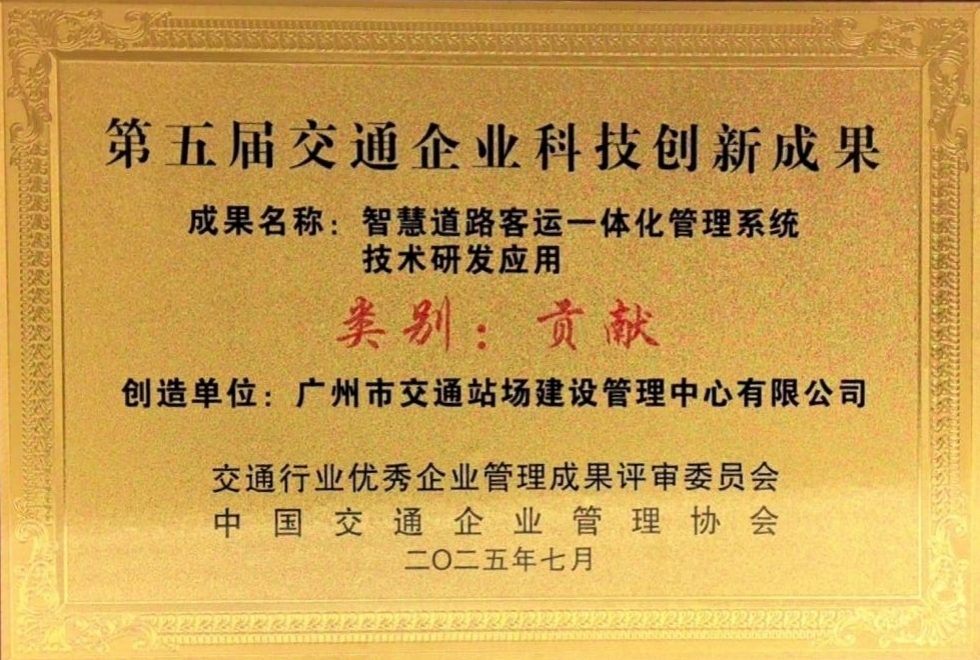 第五届交通企业科技创新成果
成果名称：智慧道路客运一体化管理系统
技术研发应用
类别：贡献
创造单位：广州市交通站场建设管理中心有限公司
交通行业优秀企业管理成果评审委员会
中国交通企业管理协会
二〇二五年七月